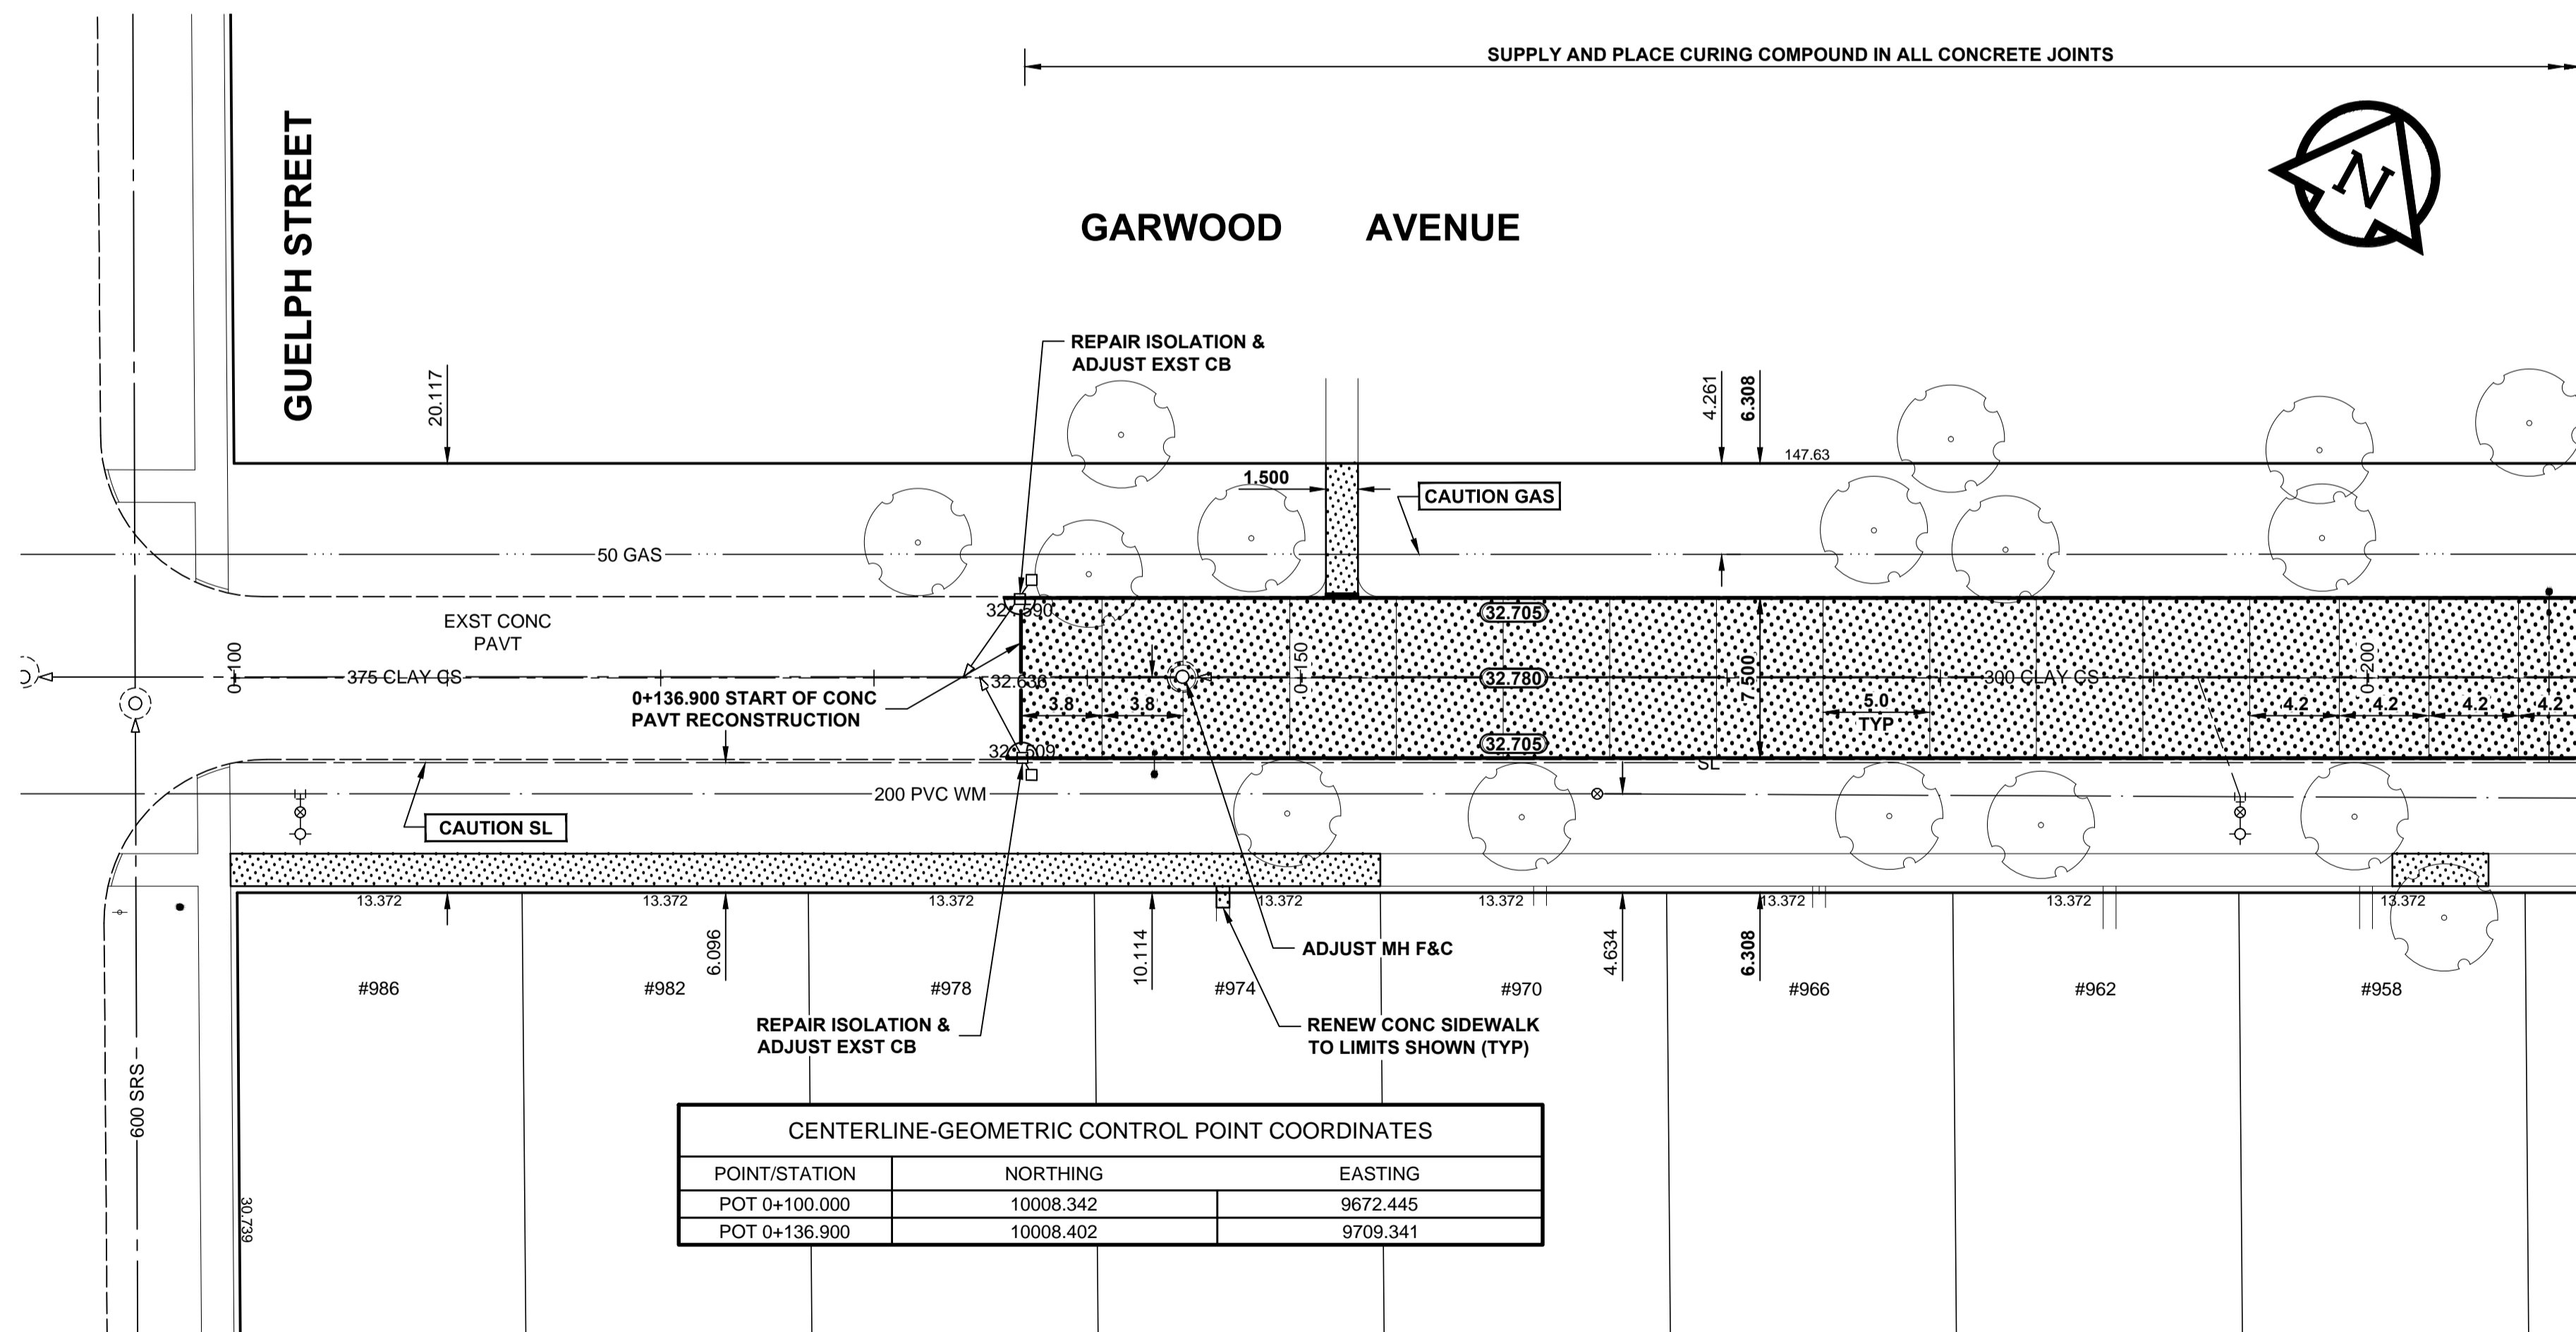 SUPPLY AND PLACE CURING COMPOUND IN ALL CONCRETE JOINTS
GUELPH STREET
GARWOOD AVENUE
N
REPAIR ISOLATION &
ADJUST EXST CB
20.117
4.261
6.308
147.63
1.500
CAUTION GAS
50 GAS
EXST CONC
PAVT
32.590
32.705
0+100
375 CLAY CS
32.636
0+150
32.780
7.500
300 CLAY CS
0+200
0+136.900 START OF CONC
PAVT RECONSTRUCTION
3.8
3.8
5.0
TYP
4.2
4.2
4.2
4.2
32.609
32.705
SL
200 PVC WM
CAUTION SL
13.372
13.372
13.372
13.372
13.372
13.372
13.372
13.372
6.096
10.114
4.634
6.308
ADJUST MH F&C
#986
#982
#978
#974
#970
#966
#962
#958
REPAIR ISOLATION &
ADJUST EXST CB
RENEW CONC SIDEWALK
TO LIMITS SHOWN (TYP)
600 SRS
30.739
CENTERLINE-GEOMETRIC CONTROL POINT COORDINATES
POINT/STATION NORTHING EASTING
POT 0+100.000 10008.342 9672.445
POT 0+136.900 10008.402 9709.341